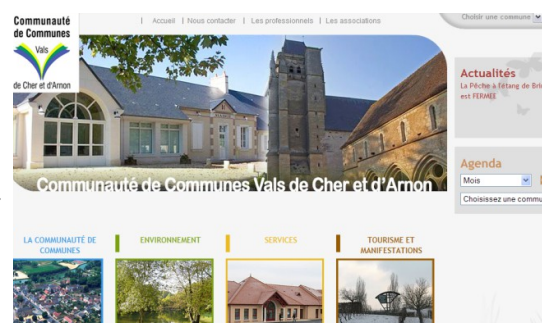 Communauté
de Communes
Vals
de Cher et d'Arnon
| Accueil | Nous contacter | Les professionnels | Les associations
Choisir une commune
Communauté de Communes Vals de Cher et d'Arnon
Actualités
La Pêche à l'étang de
est FERMEE
Agenda
Mois
Choisissez une
LA COMMUNAUTÉ DE
COMMUNES
ENVIRONNEMENT
SERVICES
TOURISME ET
MANIFESTATIONS